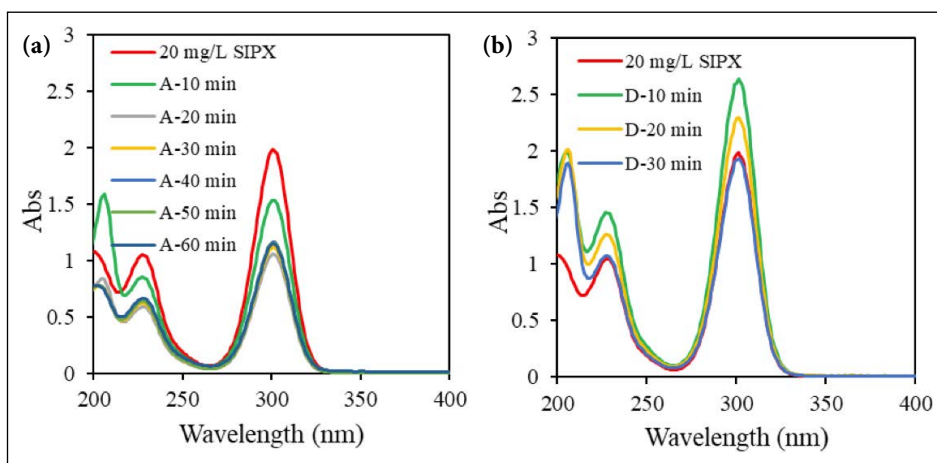 (a)
3
2.5
2
1.5
1
0.5
0
Abs
20 mg/L SIPX
A-10 min
A-20 min
A-30 min
A-40 min
A-50 min
A-60 min
200
250
300
350
400
Wavelength (nm)
(b)
3
2.5
2
1.5
1
0.5
0
Abs
20 mg/L SIPX
D-10 min
D-20 min
D-30 min
200
250
300
350
400
Wavelength (nm)